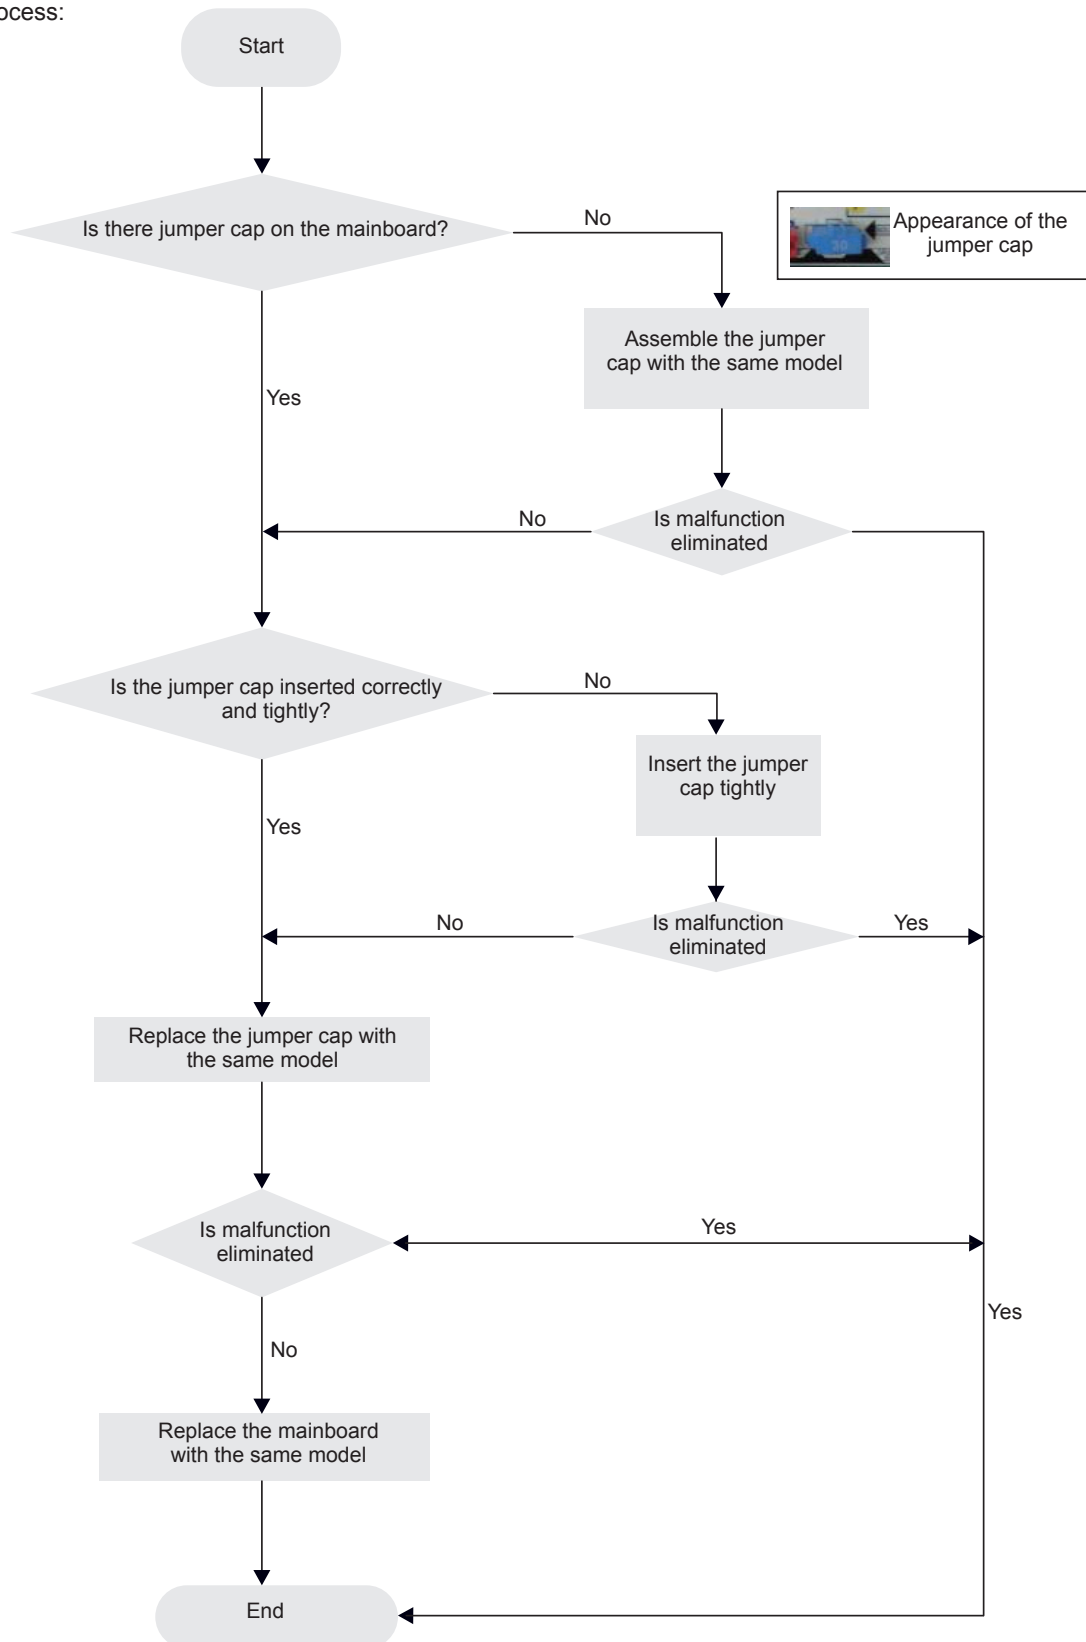 ocess:
Start
Is there jumper cap on the mainboard?
No
Appearance of the
jumper cap
Assemble the jumper
cap with the same model
Yes
No
Is malfunction
eliminated
Is the jumper cap inserted correctly
and tightly?
No
Insert the jumper
cap tightly
Yes
No
Is malfunction
eliminated
Yes
Replace the jumper cap with
the same model
Is malfunction
eliminated
Yes
Yes
No
Replace the mainboard
with the same model
End